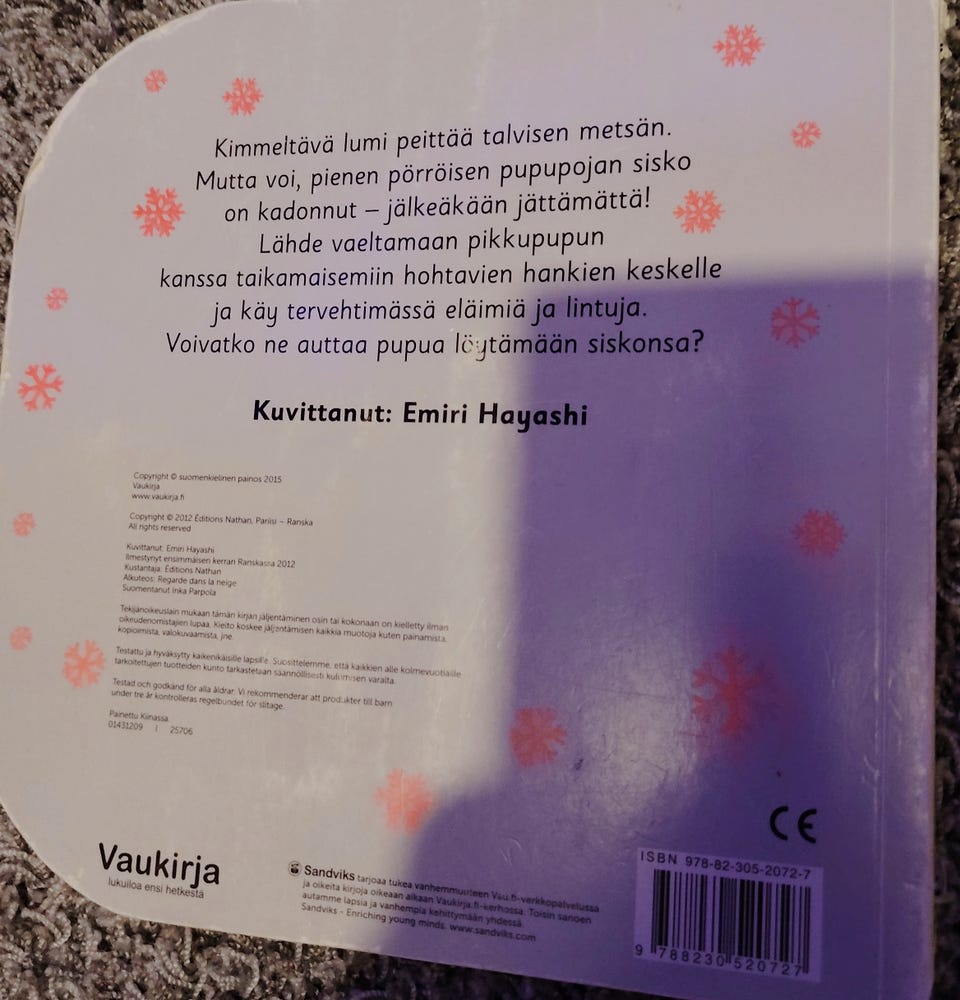 Kimmeltävä lumi peittää talvisen metsän.
Mutta voi, pienen pörröisen pupupojan sisko
on kadonnut – jälkeäkään jättämättä!
Lähde vaeltamaan pikkupupun
kanssa taikamaisemiin hohtavien hankien keskelle
ja käy tervehtimässä eläimiä ja lintuja.
Voivatko ne auttaa pupua löytämään siskonsa?
Kuvittanut: Emiri Hayashi
Copyright © suomenkielinen painos 2015
Vaukirja
www.vaukirja.fi
Copyright © 2012 Éditions Nathan, Pariisi – Ranska
All rights reserved
Kuvittanut: Emiri Hayashi
Ilmestynyt ensimmäisen kerran Ranskassa 2012
Kustantaja: Éditions Nathan
Alkuteos: Regarde dans la neige
Suomentanut Inka Parpola
Tekijänoikeuslain mukaan tämän kirjan jäljentäminen osin tai kokonaan on kielletty ilman
oikeudenomistajien lupaa. Kielto koskee jäljentämisen kaikkia muotoja kuten painamista,
kopioimista, valokuvaamista, jne.
Testattu ja hyväksytty kaikenikäisille lapsille. Suosittelemme, että kaikkien alle kolmevuotiaille
tarkoitettujen tuotteiden kunto tarkastetaan säännöllisesti kulumisen varalta.
Testad och godkänd för alla åldrar. Vi rekommenderar att produkter till barn
under tre år kontrolleras regelbundet för slitage.
Painettu Kiinassa
01431209 | 25706
CE
Vaukirja
lukuiloa ensi hetkestä
Sandviks tarjoaa tukea vanhemmuuteen Vau.fi-verkkopalvelussa
ja oikeita kirjoja oikeaan aikaan Vaukirja.fi-kerhossa. Toisin sanoen
autamme lapsia ja vanhempia kehittymään yhdessä.
Sandviks - Enriching young minds. www.sandviks.com
ISBN 978-82-305-2072-7
9 788230 520727